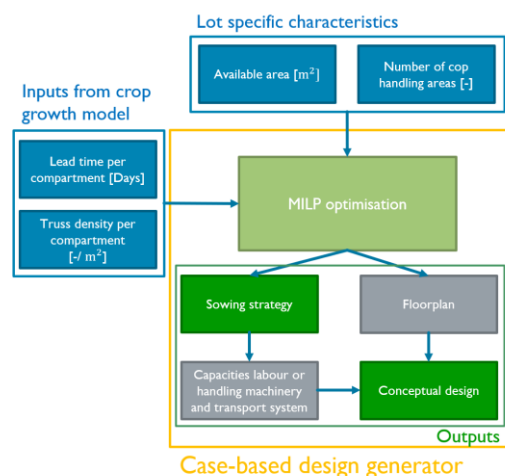 Lot specific characteristics
Available area [m²]
Number of cop
handling areas [-]
Inputs from crop
growth model
Lead time per
compartment [Days]
Truss density per
compartment
[-/ m²]
MILP optimisation
Sowing strategy
Floorplan
Capacities labour or
handling machinery
and transport system
Conceptual design
Outputs
Case-based design generator